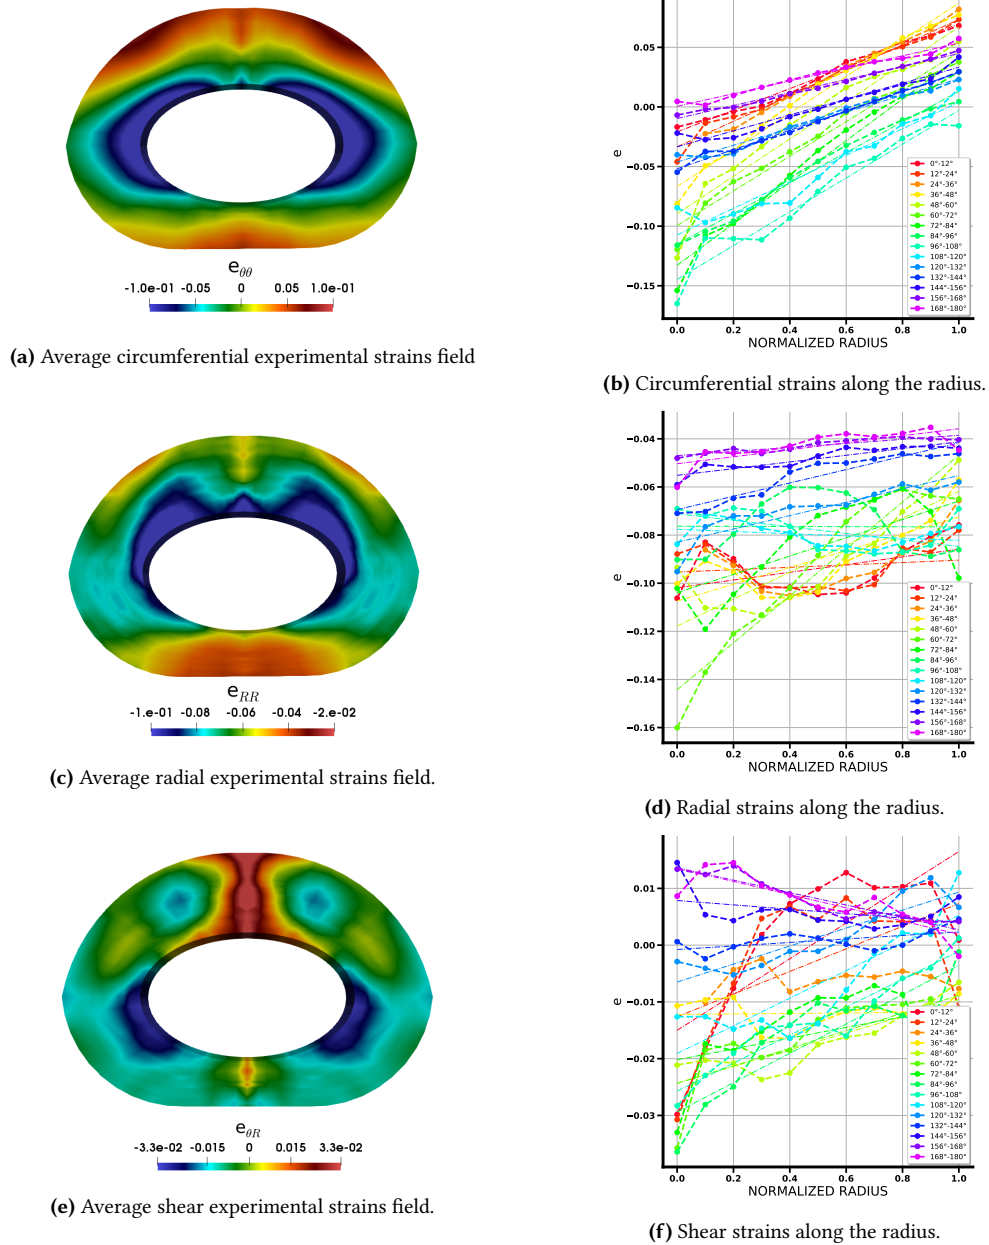 e_{θθ}
-1.0e-01 -0.05 0 0.05 1.0e-01
(a) Average circumferential experimental strains field
0.05
0.00
−0.05
−0.10
−0.15
e
0.0 0.2 0.4 0.6 0.8 1.0
NORMALIZED RADIUS
0°-12°
12°-24°
24°-36°
36°-48°
48°-60°
60°-72°
72°-84°
84°-96°
96°-108°
108°-120°
120°-132°
132°-144°
144°-156°
156°-168°
168°-180°
(b) Circumferential strains along the radius.
e_{RR}
-1.e-01 -0.08 -0.06 -0.04 -2.e-02
(c) Average radial experimental strains field.
−0.04
−0.06
−0.08
−0.10
−0.12
−0.14
−0.16
e
0.0 0.2 0.4 0.6 0.8 1.0
NORMALIZED RADIUS
0°-12°
12°-24°
24°-36°
36°-48°
48°-60°
60°-72°
72°-84°
84°-96°
96°-108°
108°-120°
120°-132°
132°-144°
144°-156°
156°-168°
168°-180°
(d) Radial strains along the radius.
e_{θR}
-3.3e-02 -0.015 0 0.015 3.3e-02
(e) Average shear experimental strains field.
0.01
0.00
−0.01
−0.02
−0.03
e
0.0 0.2 0.4 0.6 0.8 1.0
NORMALIZED RADIUS
0°-12°
12°-24°
24°-36°
36°-48°
48°-60°
60°-72°
72°-84°
84°-96°
96°-108°
108°-120°
120°-132°
132°-144°
144°-156°
156°-168°
168°-180°
(f) Shear strains along the radius.